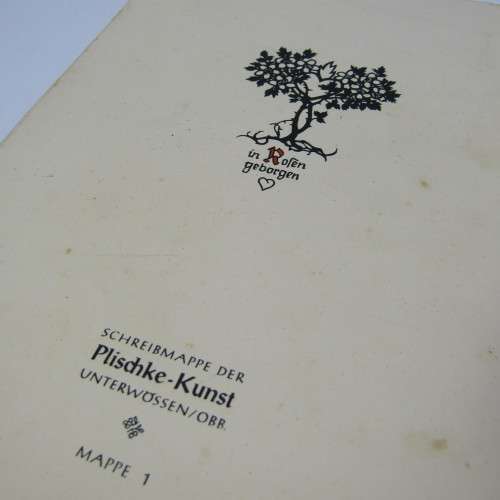 in Rosen
geborgen
SCHREIBMAPPE DER
Plischke-Kunst
UNTERWÖSSEN/OBB.
MAPPE 1